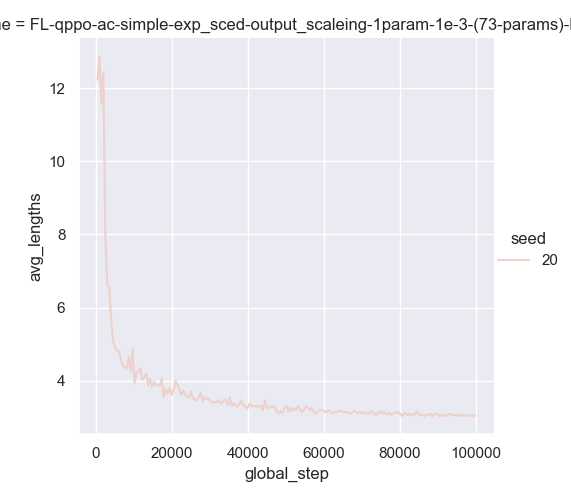 ne = FL-qppo-ac-simple-exp_sced-output_scaleing-1param-1e-3-(73-params)-
12
10
8
6
4
avg_lengths
0 20000 40000 60000 80000 100000
global_step
seed
20